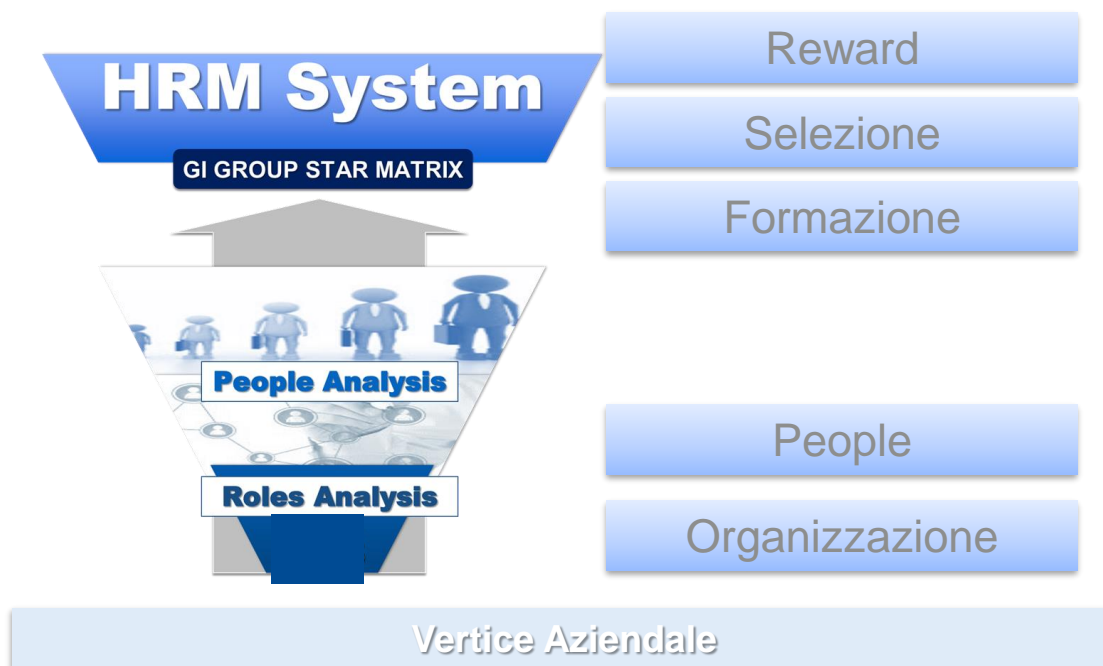 HRM System
GI GROUP STAR MATRIX
People Analysis
Roles Analysis
Reward
Selezione
Formazione
People
Organizzazione
Vertice Aziendale